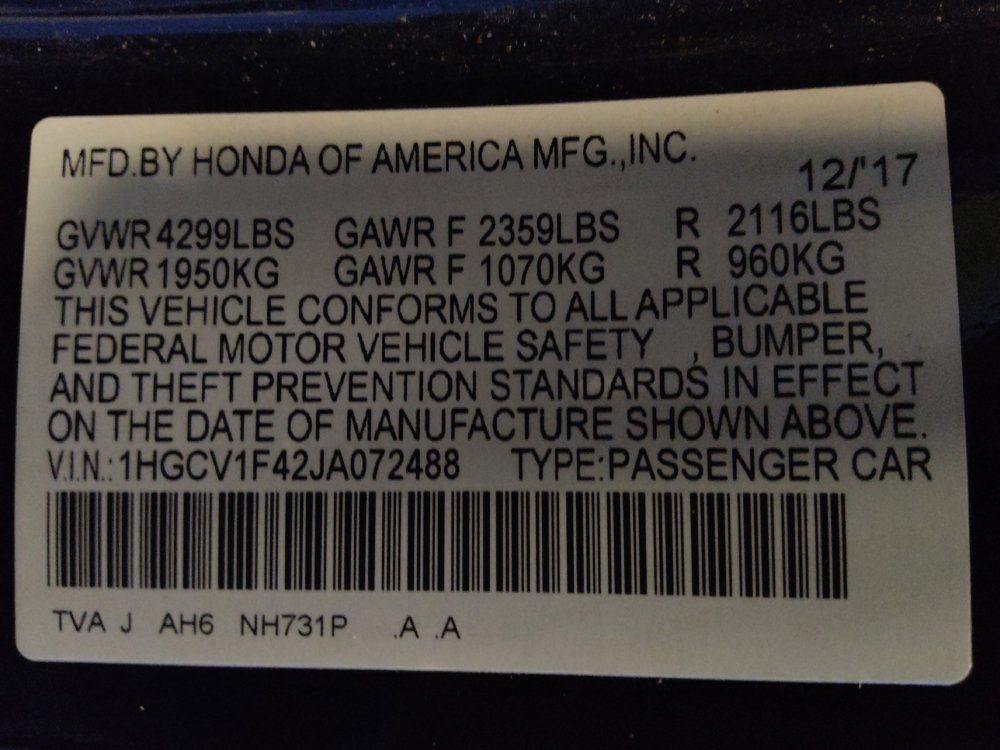 MFD.BY HONDA OF AMERICA MFG.,INC.
12/'17
GVWR 4299LBS GAWR F 2359LBS R 2116LBS
GVWR 1950KG GAWR F 1070KG R 960KG
THIS VEHICLE CONFORMS TO ALL APPLICABLE
FEDERAL MOTOR VEHICLE SAFETY , BUMPER,
AND THEFT PREVENTION STANDARDS IN EFFECT
ON THE DATE OF MANUFACTURE SHOWN ABOVE.
V.I.N.:1HGCV1F42JA072488 TYPE:PASSENGER CAR
TVA J AH6 NH731P .A .A